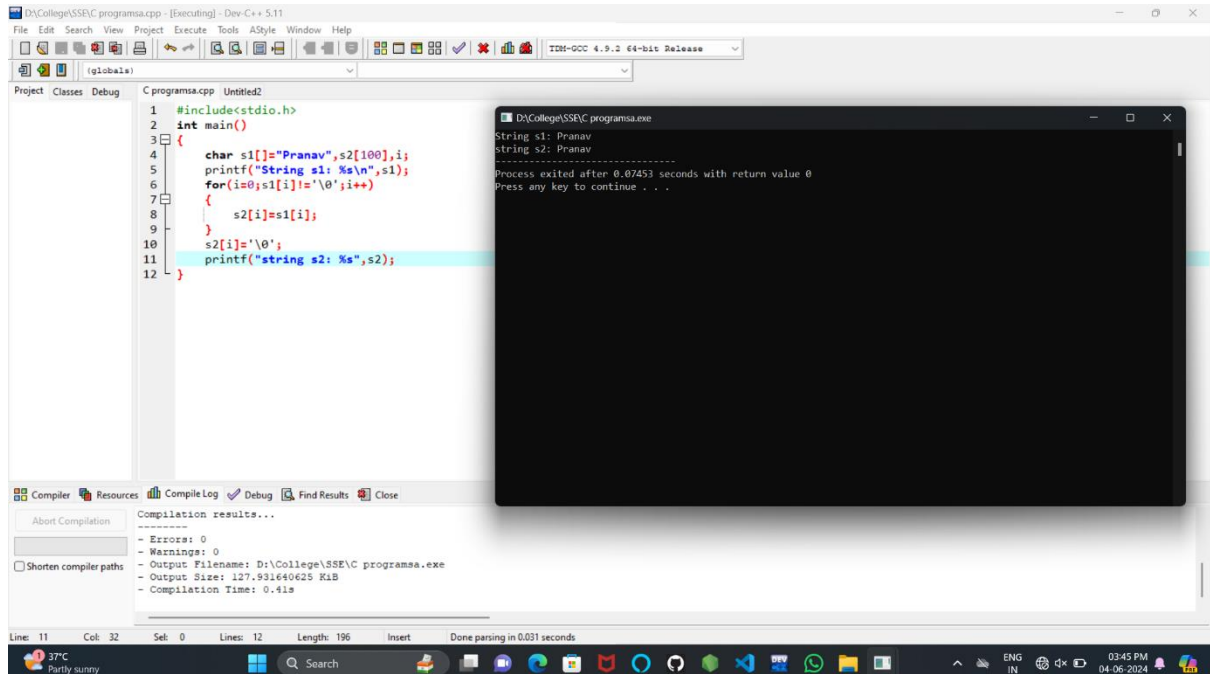 D:\College\SSE\C programsa.cpp - [Executing] - Dev-C++ 5.11
File Edit Search View Project Execute Tools AStyle Window Help
TDM-GCC 4.9.2 64-bit Release
(globals)
Project Classes Debug
C programsa.cpp Untitled2
1 #include<stdio.h>
2 int main()
3 {
4 char s1[]="Pranav",s2[100],i;
5 printf("String s1: %s\n",s1);
6 for(i=0;s1[i]!='\0';i++)
7 {
8 s2[i]=s1[i];
9 }
10 s2[i]='\0';
11 printf("string s2: %s",s2);
12 }
D:\College\SSE\C programsa.exe
String s1: Pranav
string s2: Pranav
--------------------------------
Process exited after 0.07453 seconds with return value 0
Press any key to continue . . .
Compiler Resources Compile Log Debug Find Results Close
Abort Compilation
Shorten compiler paths
Compilation results...
--------
- Errors: 0
- Warnings: 0
- Output Filename: D:\College\SSE\C programsa.exe
- Output Size: 127.931640625 KiB
- Compilation Time: 0.41s
Line: 11 Col: 32 Sel: 0 Lines: 12 Length: 196 Insert Done parsing in 0.031 seconds
1
37°C
Partly sunny
Search
DEV
ENG
IN
03:45 PM
04-06-2024
PRE